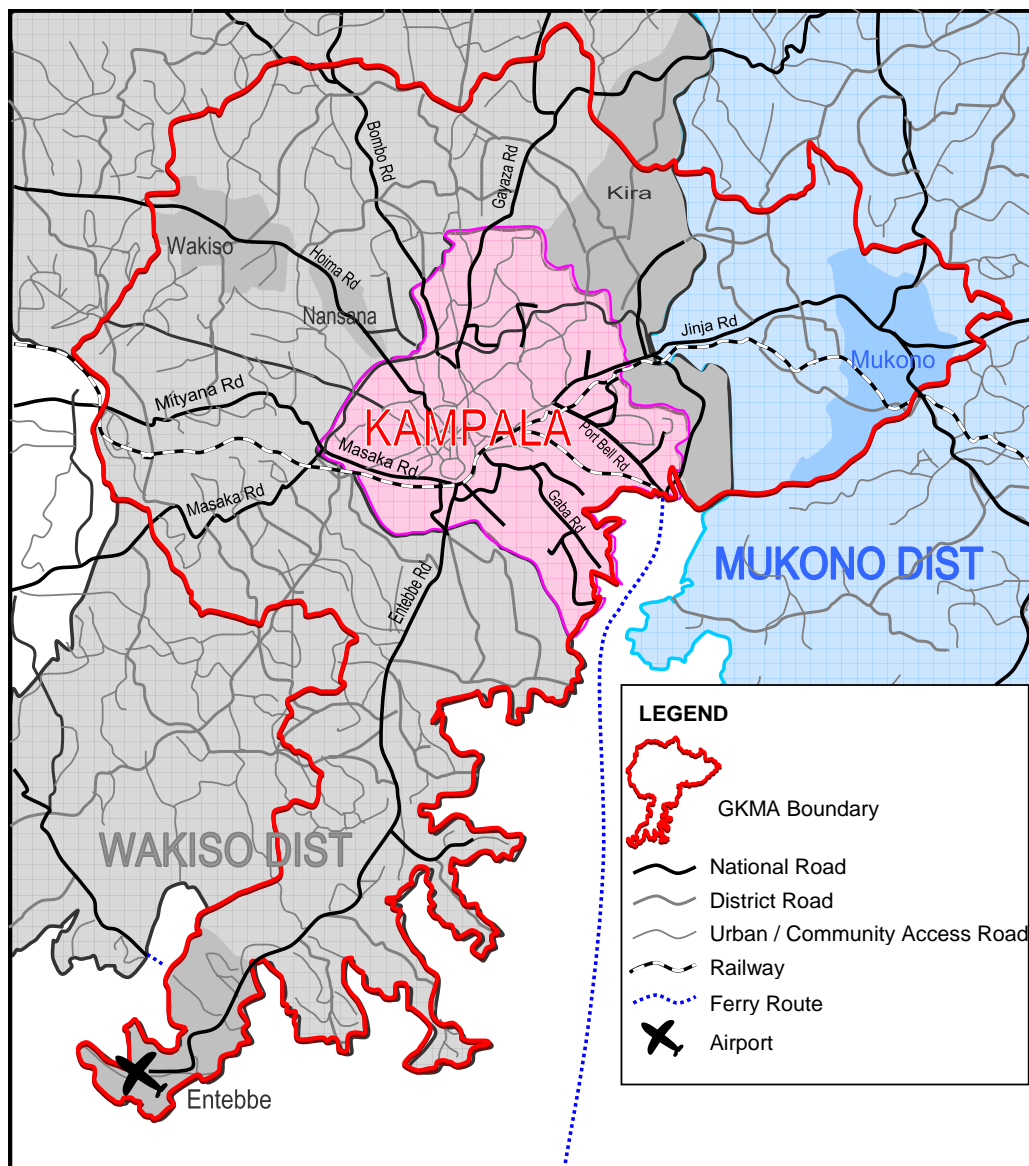 Bombo Rd
Gayaza Rd
Kira
Wakiso
Hoima Rd
Nansana
Jinja Rd
Mukono
Mityana Rd
KAMPALA
Masaka Rd
Port Bell Rd
Masaka Rd
Gaba Rd
MUKONO DIST
Entebbe Rd
WAKISO DIST
Entebbe
LEGEND
GKMA Boundary
National Road
District Road
Urban / Community Access Road
Railway
Ferry Route
Airport